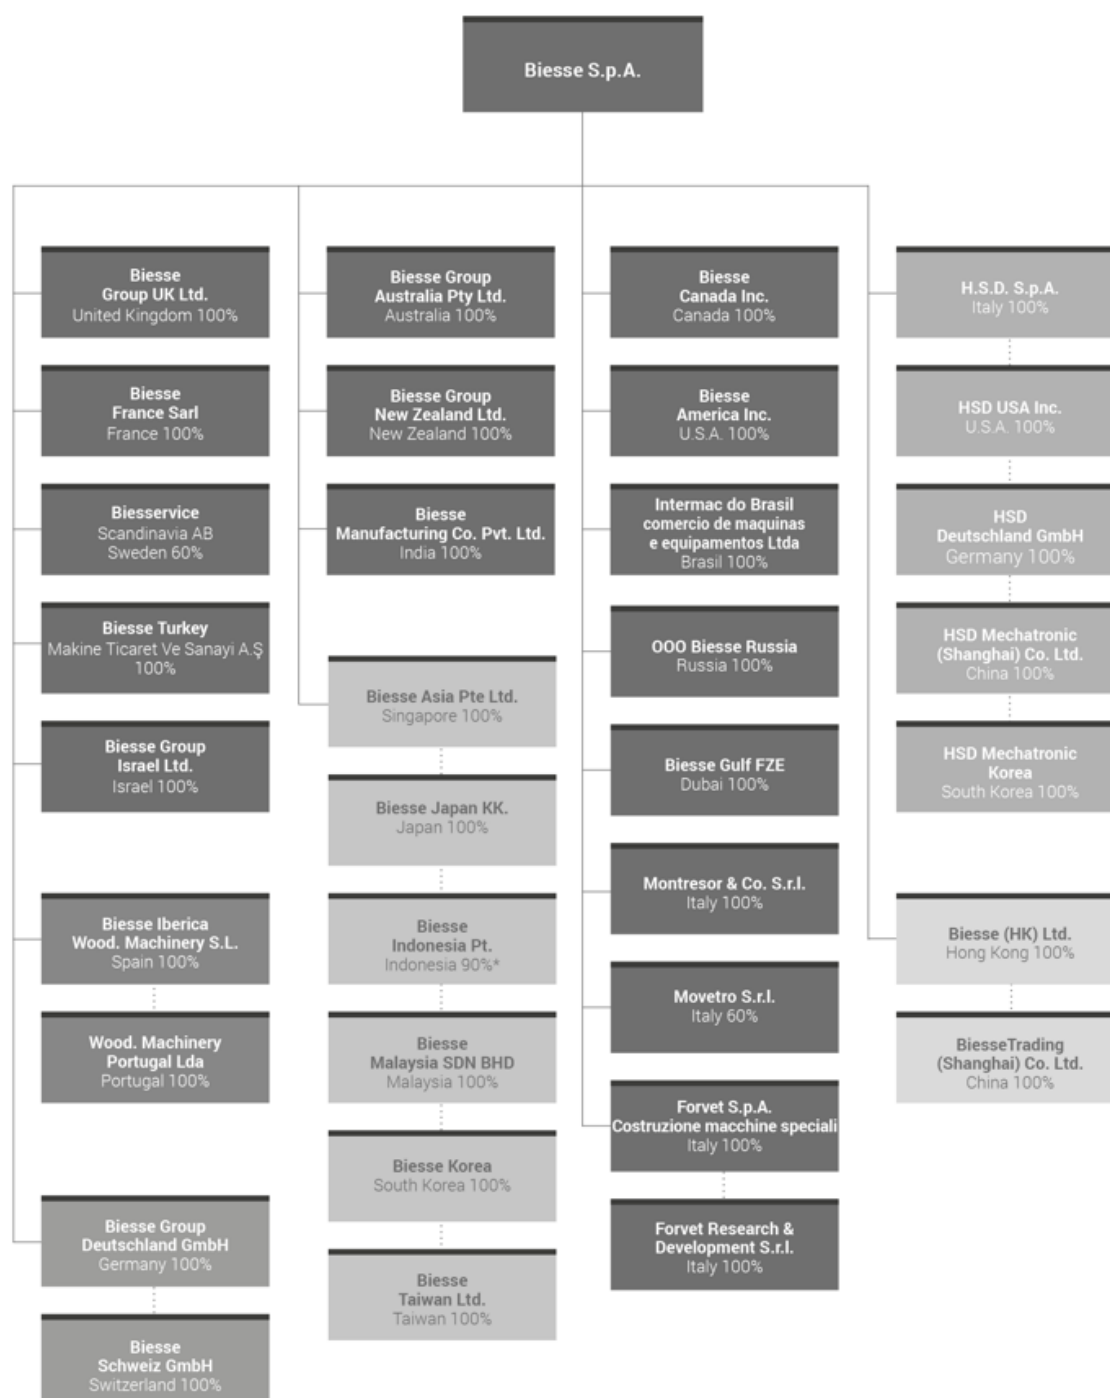 Biesse S.p.A.
Biesse
Group UK Ltd.
United Kingdom 100%
Biesse
France Sarl
France 100%
Biesservice
Scandinavia AB
Sweden 60%
Biesse Turkey
Makine Ticaret Ve Sanayi A.Ş
100%
Biesse Group
Israel Ltd.
Israel 100%
Biesse Iberica
Wood. Machinery S.L.
Spain 100%
Wood. Machinery
Portugal Lda
Portugal 100%
Biesse Group
Deutschland GmbH
Germany 100%
Biesse
Schweiz GmbH
Switzerland 100%
Biesse Group
Australia Pty Ltd.
Australia 100%
Biesse Group
New Zealand Ltd.
New Zealand 100%
Biesse
Manufacturing Co. Pvt. Ltd.
India 100%
Biesse Asia Pte Ltd.
Singapore 100%
Biesse Japan KK.
Japan 100%
Biesse
Indonesia Pt.
Indonesia 90%*
Biesse
Malaysia SDN BHD
Malaysia 100%
Biesse Korea
South Korea 100%
Biesse
Taiwan Ltd.
Taiwan 100%
Biesse
Canada Inc.
Canada 100%
Biesse
America Inc.
U.S.A. 100%
Intermac do Brasil
comercio de maquinas
e equipamentos Ltda
Brasil 100%
OOO Biesse Russia
Russia 100%
Biesse Gulf FZE
Dubai 100%
Montresor & Co. S.r.l.
Italy 100%
Movetro S.r.l.
Italy 60%
Forvet S.p.A.
Costruzione macchine speciali
Italy 100%
Forvet Research &
Development S.r.l.
Italy 100%
H.S.D. S.p.A.
Italy 100%
HSD USA Inc.
U.S.A. 100%
HSD
Deutschland GmbH
Germany 100%
HSD Mechatronic
(Shanghai) Co. Ltd.
China 100%
HSD Mechatronic
Korea
South Korea 100%
Biesse (HK) Ltd.
Hong Kong 100%
BiesseTrading
(Shanghai) Co. Ltd.
China 100%